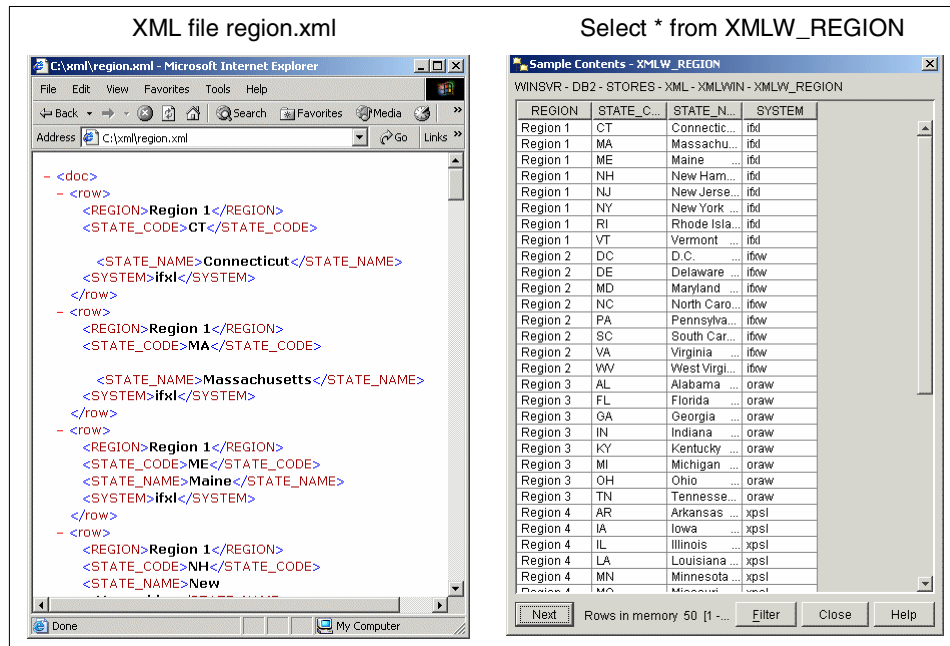 XML file region.xml
Select * from XMLW_REGION
C:\xml\region.xml - Microsoft Internet Explorer
File Edit View Favorites Tools Help
Back Search Favorites Media »
Address C:\xml\region.xml Go Links »
- <doc>
- <row>
<REGION>Region 1</REGION>
<STATE_CODE>CT</STATE_CODE>
<STATE_NAME>Connecticut</STATE_NAME>
<SYSTEM>ifxl</SYSTEM>
</row>
- <row>
<REGION>Region 1</REGION>
<STATE_CODE>MA</STATE_CODE>
<STATE_NAME>Massachusetts</STATE_NAME>
<SYSTEM>ifxl</SYSTEM>
</row>
- <row>
<REGION>Region 1</REGION>
<STATE_CODE>ME</STATE_CODE>
<STATE_NAME>Maine</STATE_NAME>
<SYSTEM>ifxl</SYSTEM>
</row>
- <row>
<REGION>Region 1</REGION>
<STATE_CODE>NH</STATE_CODE>
<STATE_NAME>New
Done My Computer
Sample Contents - XMLW_REGION
WINSVR - DB2 - STORES - XML - XMLWIN - XMLW_REGION
REGION STATE_C... STATE_N... SYSTEM
Region 1 CT Connectic... ifxl
Region 1 MA Massachu... ifxl
Region 1 ME Maine ... ifxl
Region 1 NH New Ham... ifxl
Region 1 NJ New Jerse... ifxl
Region 1 NY New York ... ifxl
Region 1 RI Rhode Isla... ifxl
Region 1 VT Vermont ... ifxl
Region 2 DC D.C. ... ifxw
Region 2 DE Delaware ... ifxw
Region 2 MD Maryland ... ifxw
Region 2 NC North Caro... ifxw
Region 2 PA Pennsylva... ifxw
Region 2 SC South Car... ifxw
Region 2 VA Virginia ... ifxw
Region 2 WV West Virgi... ifxw
Region 3 AL Alabama ... oraw
Region 3 FL Florida ... oraw
Region 3 GA Georgia ... oraw
Region 3 IN Indiana ... oraw
Region 3 KY Kentucky ... oraw
Region 3 MI Michigan ... oraw
Region 3 OH Ohio ... oraw
Region 3 TN Tennesse... oraw
Region 4 AR Arkansas ... xpsl
Region 4 IA Iowa ... xpsl
Region 4 IL Illinois ... xpsl
Region 4 LA Louisiana ... xpsl
Region 4 MN Minnesota ... xpsl
Region 4 MO Missouri ... xpsl
Next Rows in memory 50 [1 -... Filter Close Help